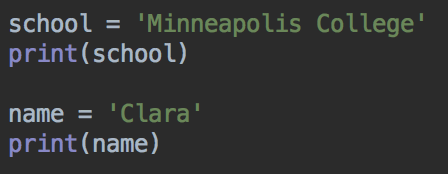 school = 'Minneapolis College'
print(school)

name = 'Clara'
print(name)